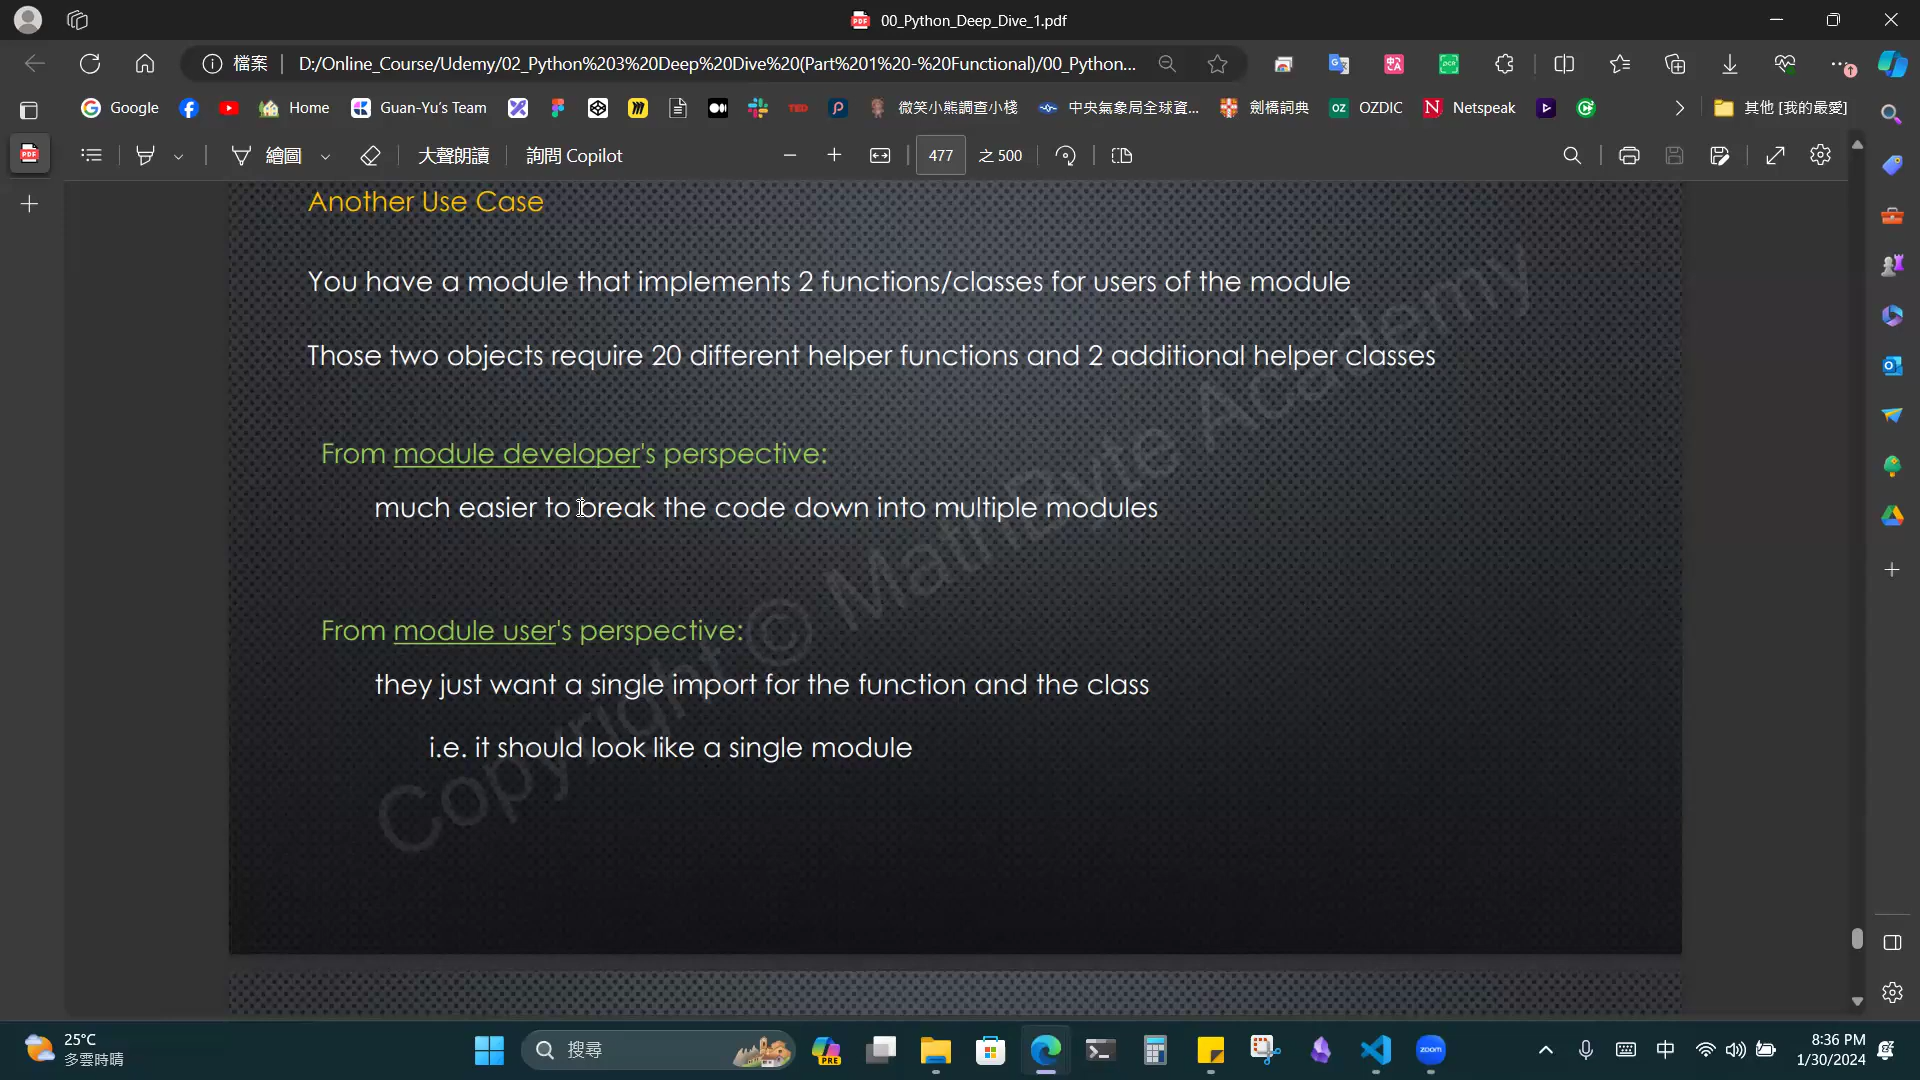 00_Python_Deep_Dive_1.pdf
檔案 D:/Online_Course/Udemy/02_Python%203%20Deep%20Dive%20(Part%201%20-%20Functional)/00_Python...
Google Home Guan-Yu's Team TED 微笑小熊調查小棧 中央氣象局全球資... 劍橋詞典 OZ OZDIC N Netspeak 其他 [我的最愛]
繪圖 大聲朗讀 詢問 Copilot 477 之 500
Another Use Case
You have a module that implements 2 functions/classes for users of the module
Those two objects require 20 different helper functions and 2 additional helper classes
From module developer's perspective:
much easier to break the code down into multiple modules
From module user's perspective:
they just want a single import for the function and the class
i.e. it should look like a single module
Copyright © MathByte Academy
25°C
多雲時晴
搜尋
PRE
zoom
中
8:36 PM
1/30/2024